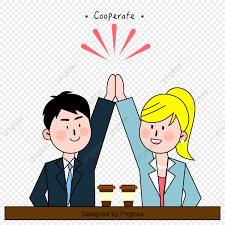 • Cooperate •
Designed by Pngtree